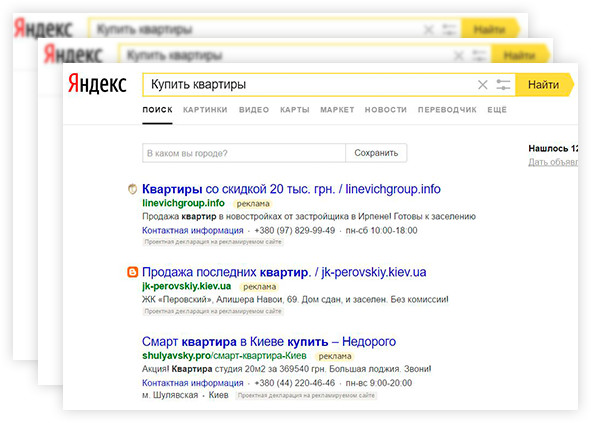 Яндекс
Купить квартиры
Найти
Яндекс
Купить квартиры
Найти
Яндекс
Купить квартиры
Найти
ПОИСК КАРТИНКИ ВИДЕО КАРТЫ МАРКЕТ НОВОСТИ ПЕРЕВОДЧИК ЕЩЁ
В каком вы городе? Сохранить
Нашлось 12
Дать объявл
Квартиры со скидкой 20 тыс. грн. / linevichgroup.info
linevichgroup.info реклама
Продажа квартир в новостройках от застройщика в Ирпене! Готовы к заселению
Контактная информация · +380 (97) 829-99-49 · пн-сб 10:00-18:00
Проектная декларация на рекламируемом сайте
Продажа последних квартир. / jk-perovskiy.kiev.ua
jk-perovskiy.kiev.ua реклама
ЖК «Перовский», Алишера Навои, 69. Дом сдан, и заселен. Без комиссии!
Проектная декларация на рекламируемом сайте
Смарт квартира в Киеве купить – Недорого
shulyavsky.pro/смарт-квартира-Киев реклама
Акция! Квартира студия 20м2 за 369540 грн. Большая лоджия. Звони!
Контактная информация · +380 (44) 220-46-46 · пн-вс 9:00-20:00
м. Шулявская · Киев Проектная декларация на рекламируемом сайте